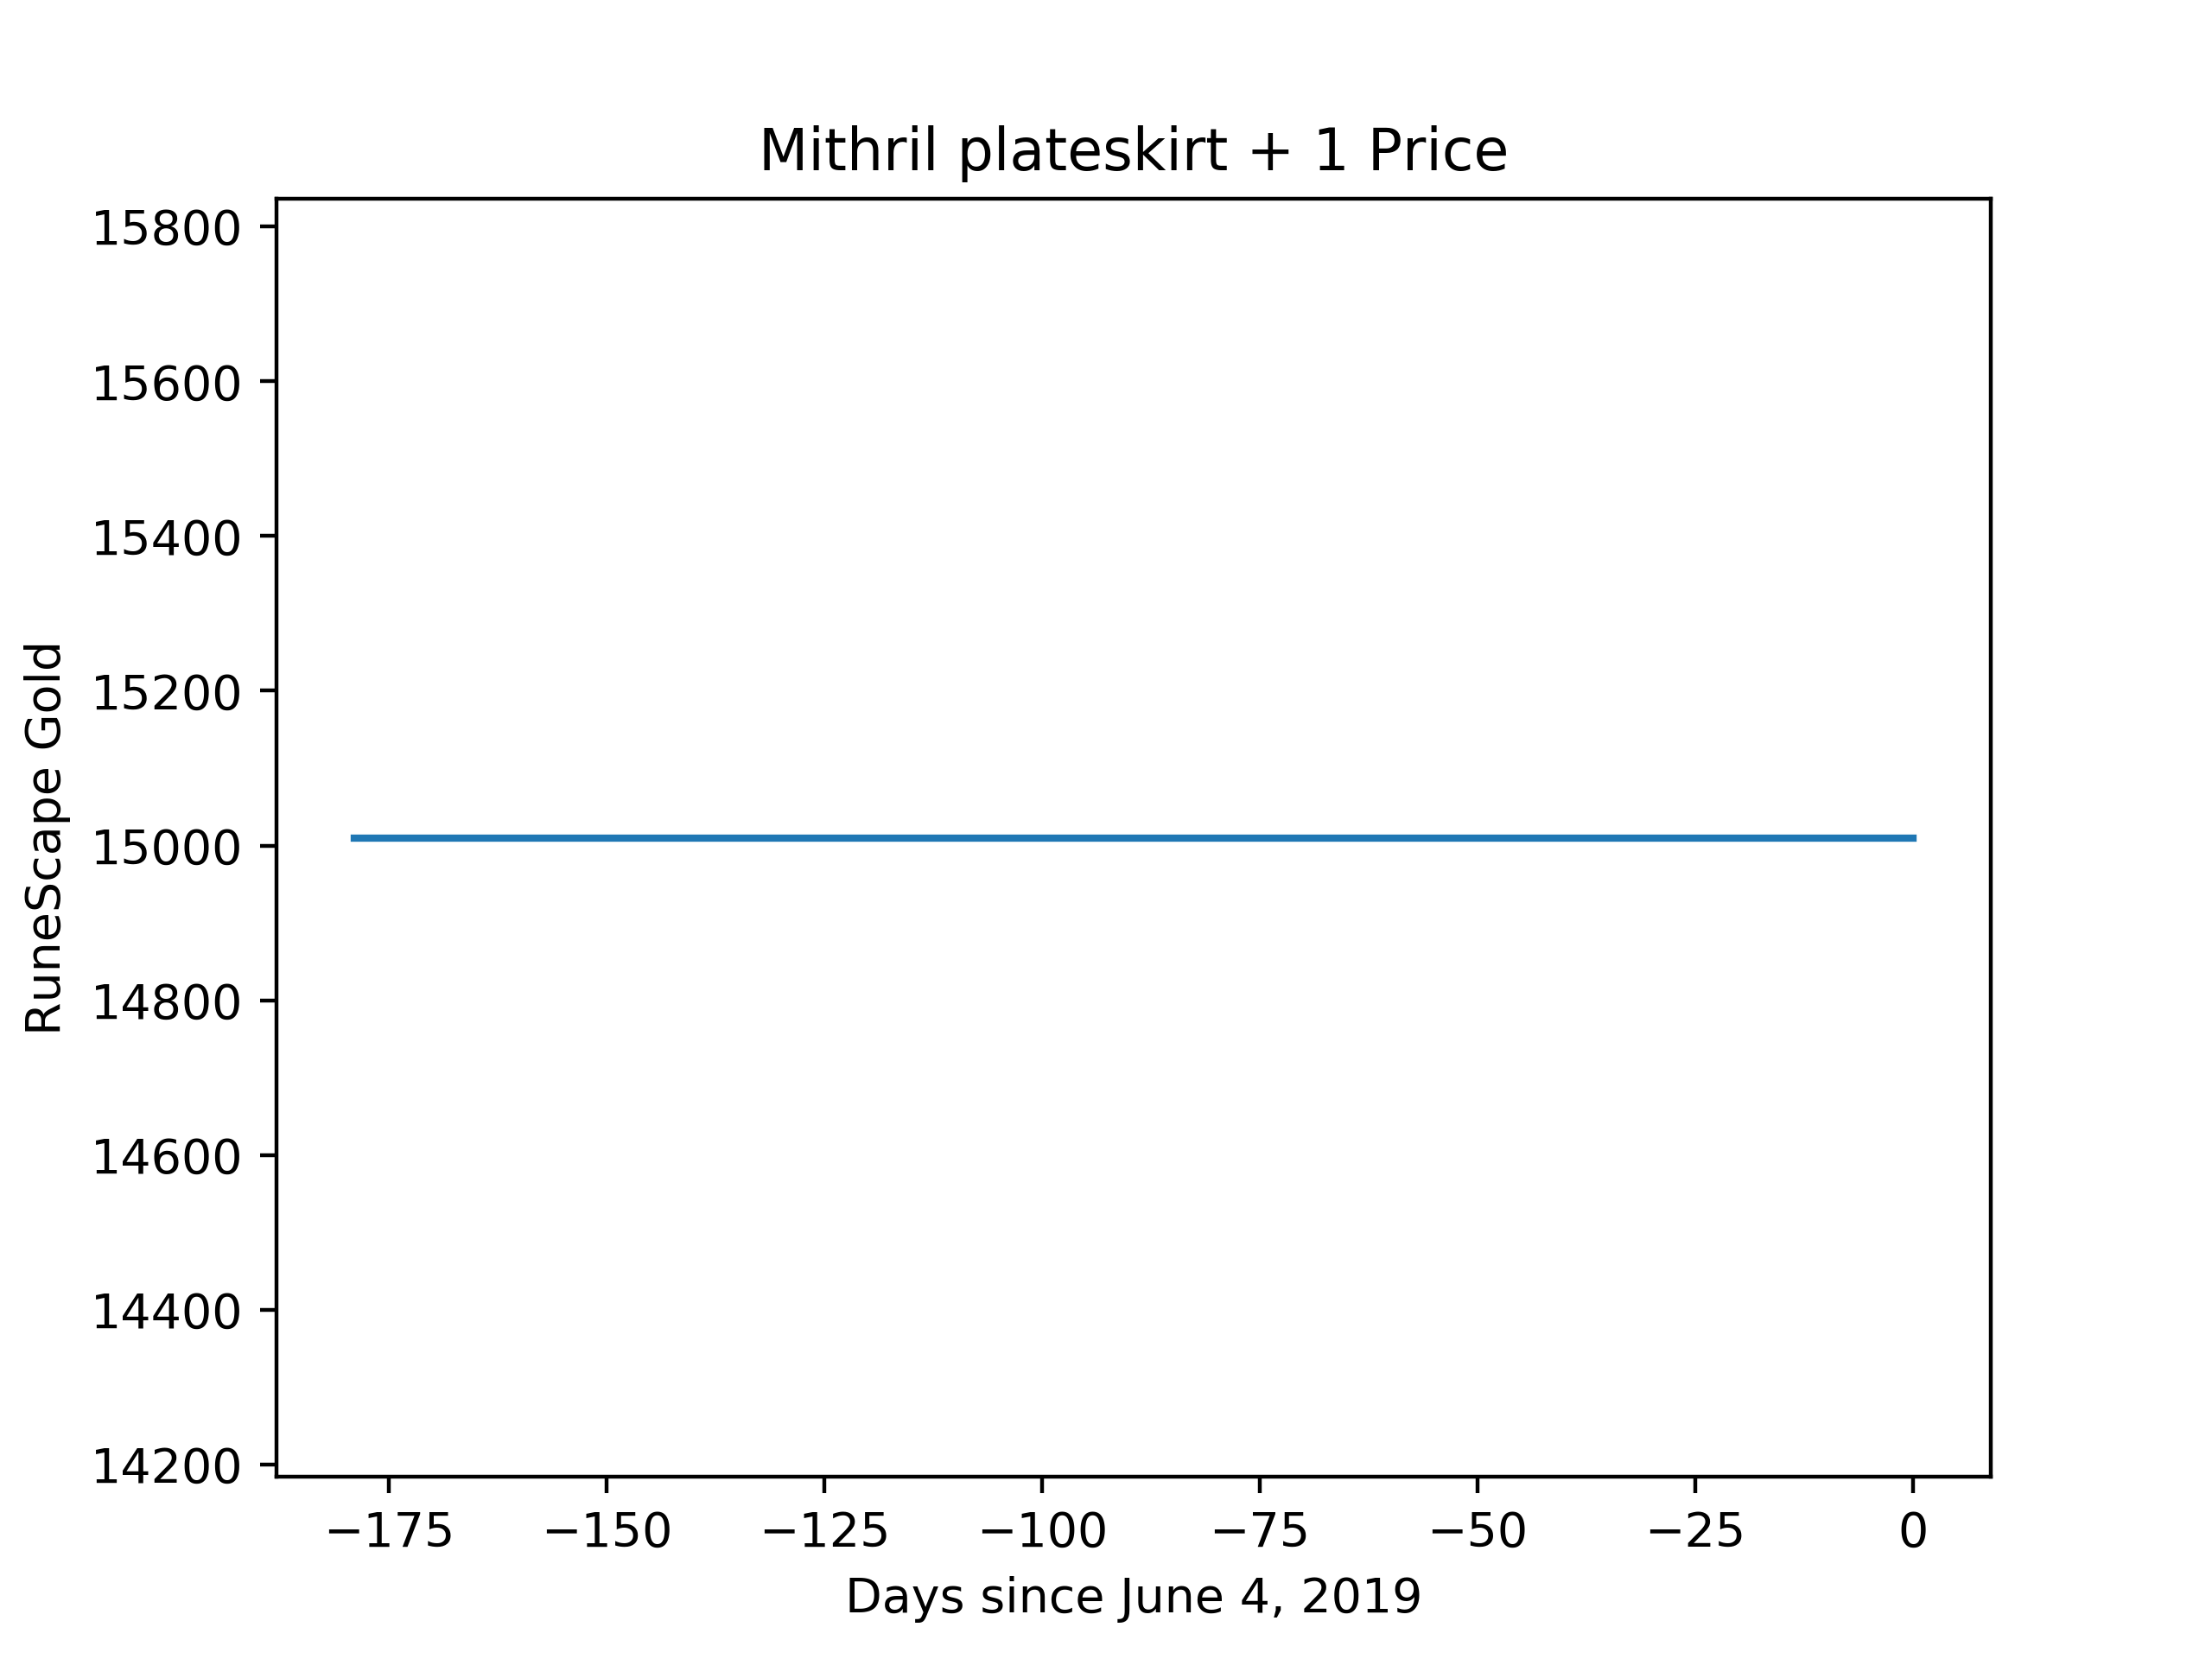 Mithril plateskirt + 1 Price
15800
15600
15400
15200
15000
14800
14600
14400
14200
RuneScape Gold
−175 −150 −125 −100 −75 −50 −25 0
Days since June 4, 2019